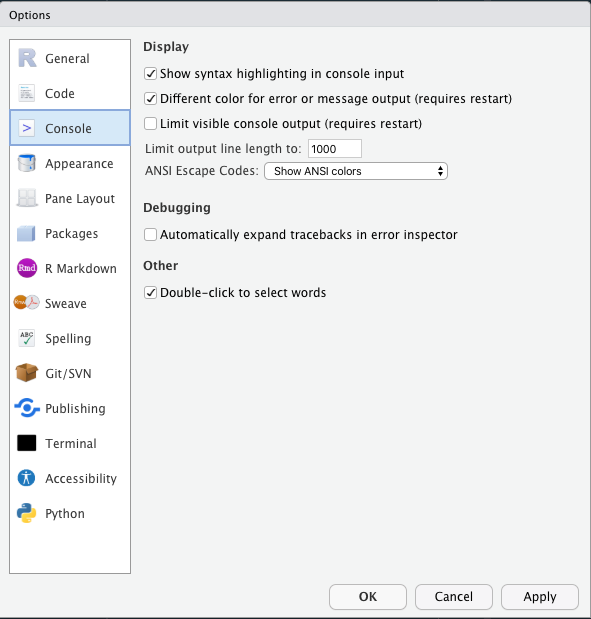 Options
General
Code
Console
Appearance
Pane Layout
Packages
Rmd R Markdown
Sweave
ABC Spelling
Git/SVN
Publishing
Terminal
Accessibility
Python
Display
Show syntax highlighting in console input
Different color for error or message output (requires restart)
Limit visible console output (requires restart)
Limit output line length to: 1000
ANSI Escape Codes: Show ANSI colors
Debugging
Automatically expand tracebacks in error inspector
Other
Double-click to select words
OK Cancel Apply